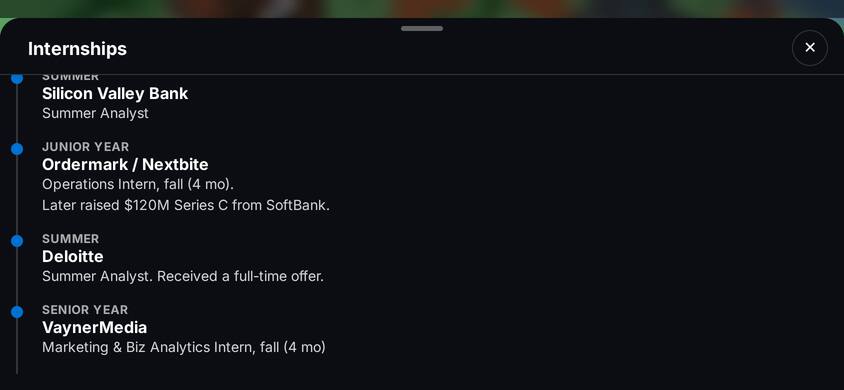 Internships
SUMMER
Silicon Valley Bank
Summer Analyst
JUNIOR YEAR
Ordermark / Nextbite
Operations Intern, fall (4 mo).
Later raised $120M Series C from SoftBank.
SUMMER
Deloitte
Summer Analyst. Received a full-time offer.
SENIOR YEAR
VaynerMedia
Marketing & Biz Analytics Intern, fall (4 mo)